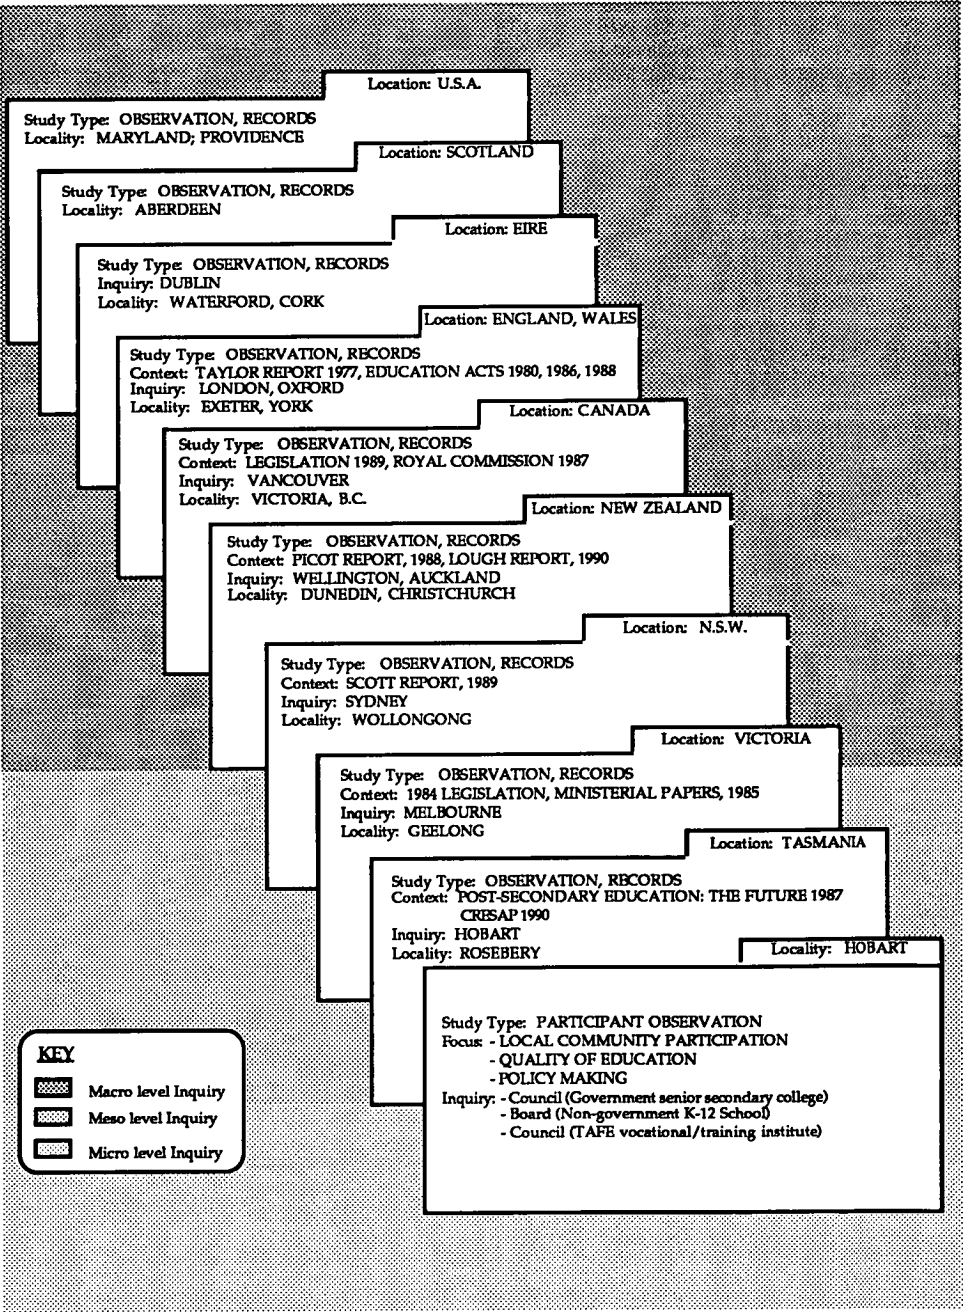 Location: U.S.A.
Study Type: OBSERVATION, RECORDS
Locality: MARYLAND; PROVIDENCE
Location: SCOTLAND
Study Type: OBSERVATION, RECORDS
Locality: ABERDEEN
Location: EIRE
Study Type: OBSERVATION, RECORDS
Inquiry: DUBLIN
Locality: WATERFORD, CORK
Location: ENGLAND, WALES
Study Type: OBSERVATION, RECORDS
Context: TAYLOR REPORT 1977, EDUCATION ACTS 1980, 1986, 1988
Inquiry: LONDON, OXFORD
Locality: EXETER, YORK
Location: CANADA
Study Type: OBSERVATION, RECORDS
Context: LEGISLATION 1989, ROYAL COMMISSION 1987
Inquiry: VANCOUVER
Locality: VICTORIA, B.C.
Location: NEW ZEALAND
Study Type: OBSERVATION, RECORDS
Context: PICOT REPORT, 1988, LOUGH REPORT, 1990
Inquiry: WELLINGTON, AUCKLAND
Locality: DUNEDIN, CHRISTCHURCH
Location: N.S.W.
Study Type: OBSERVATION, RECORDS
Context: SCOTT REPORT, 1989
Inquiry: SYDNEY
Locality: WOLLONGONG
Location: VICTORIA
Study Type: OBSERVATION, RECORDS
Context: 1984 LEGISLATION, MINISTERIAL PAPERS, 1985
Inquiry: MELBOURNE
Locality: GEELONG
Location: TASMANIA
Study Type: OBSERVATION, RECORDS
Context: POST-SECONDARY EDUCATION: THE FUTURE 1987
CRESAP 1990
Inquiry: HOBART
Locality: ROSEBERY
Locality: HOBART
Study Type: PARTICIPANT OBSERVATION
Focus: - LOCAL COMMUNITY PARTICIPATION
- QUALITY OF EDUCATION
- POLICY MAKING
Inquiry: - Council (Government senior secondary college)
- Board (Non-government K-12 School)
- Council (TAFE vocational/training institute)
KEY
Macro level Inquiry
Meso level Inquiry
Micro level Inquiry